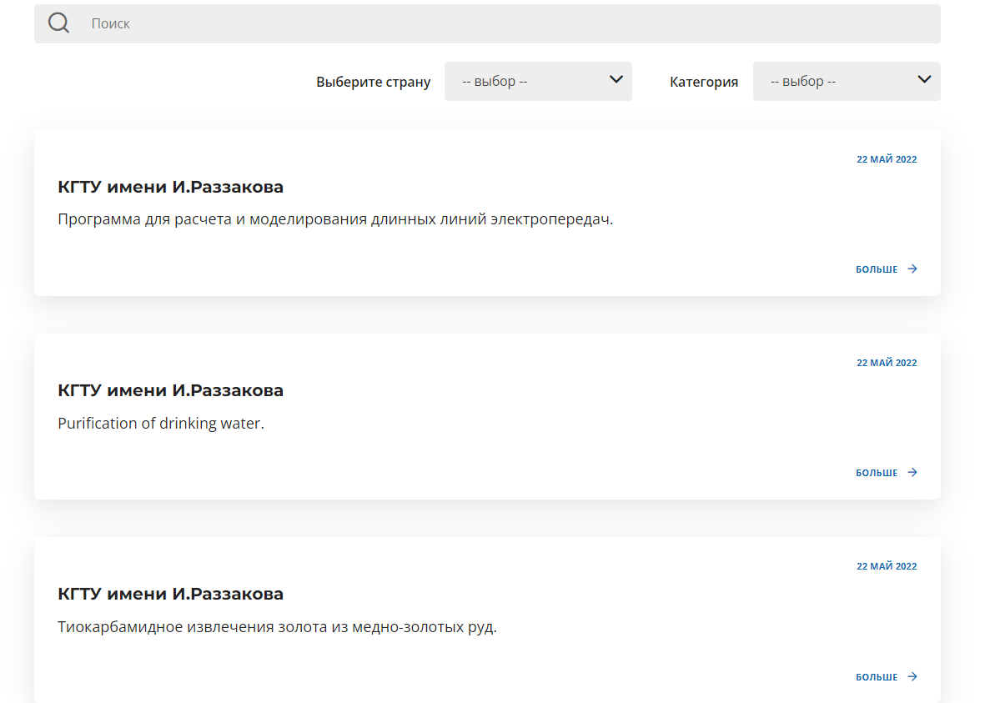 Поиск
Выберите страну -- выбор -- Категория -- выбор --
22 МАЙ 2022
КГТУ имени И.Раззакова
Программа для расчета и моделирования длинных линий электропередач.
БОЛЬШЕ
22 МАЙ 2022
КГТУ имени И.Раззакова
Purification of drinking water.
БОЛЬШЕ
22 МАЙ 2022
КГТУ имени И.Раззакова
Тиокарбамидное извлечения золота из медно-золотых руд.
БОЛЬШЕ